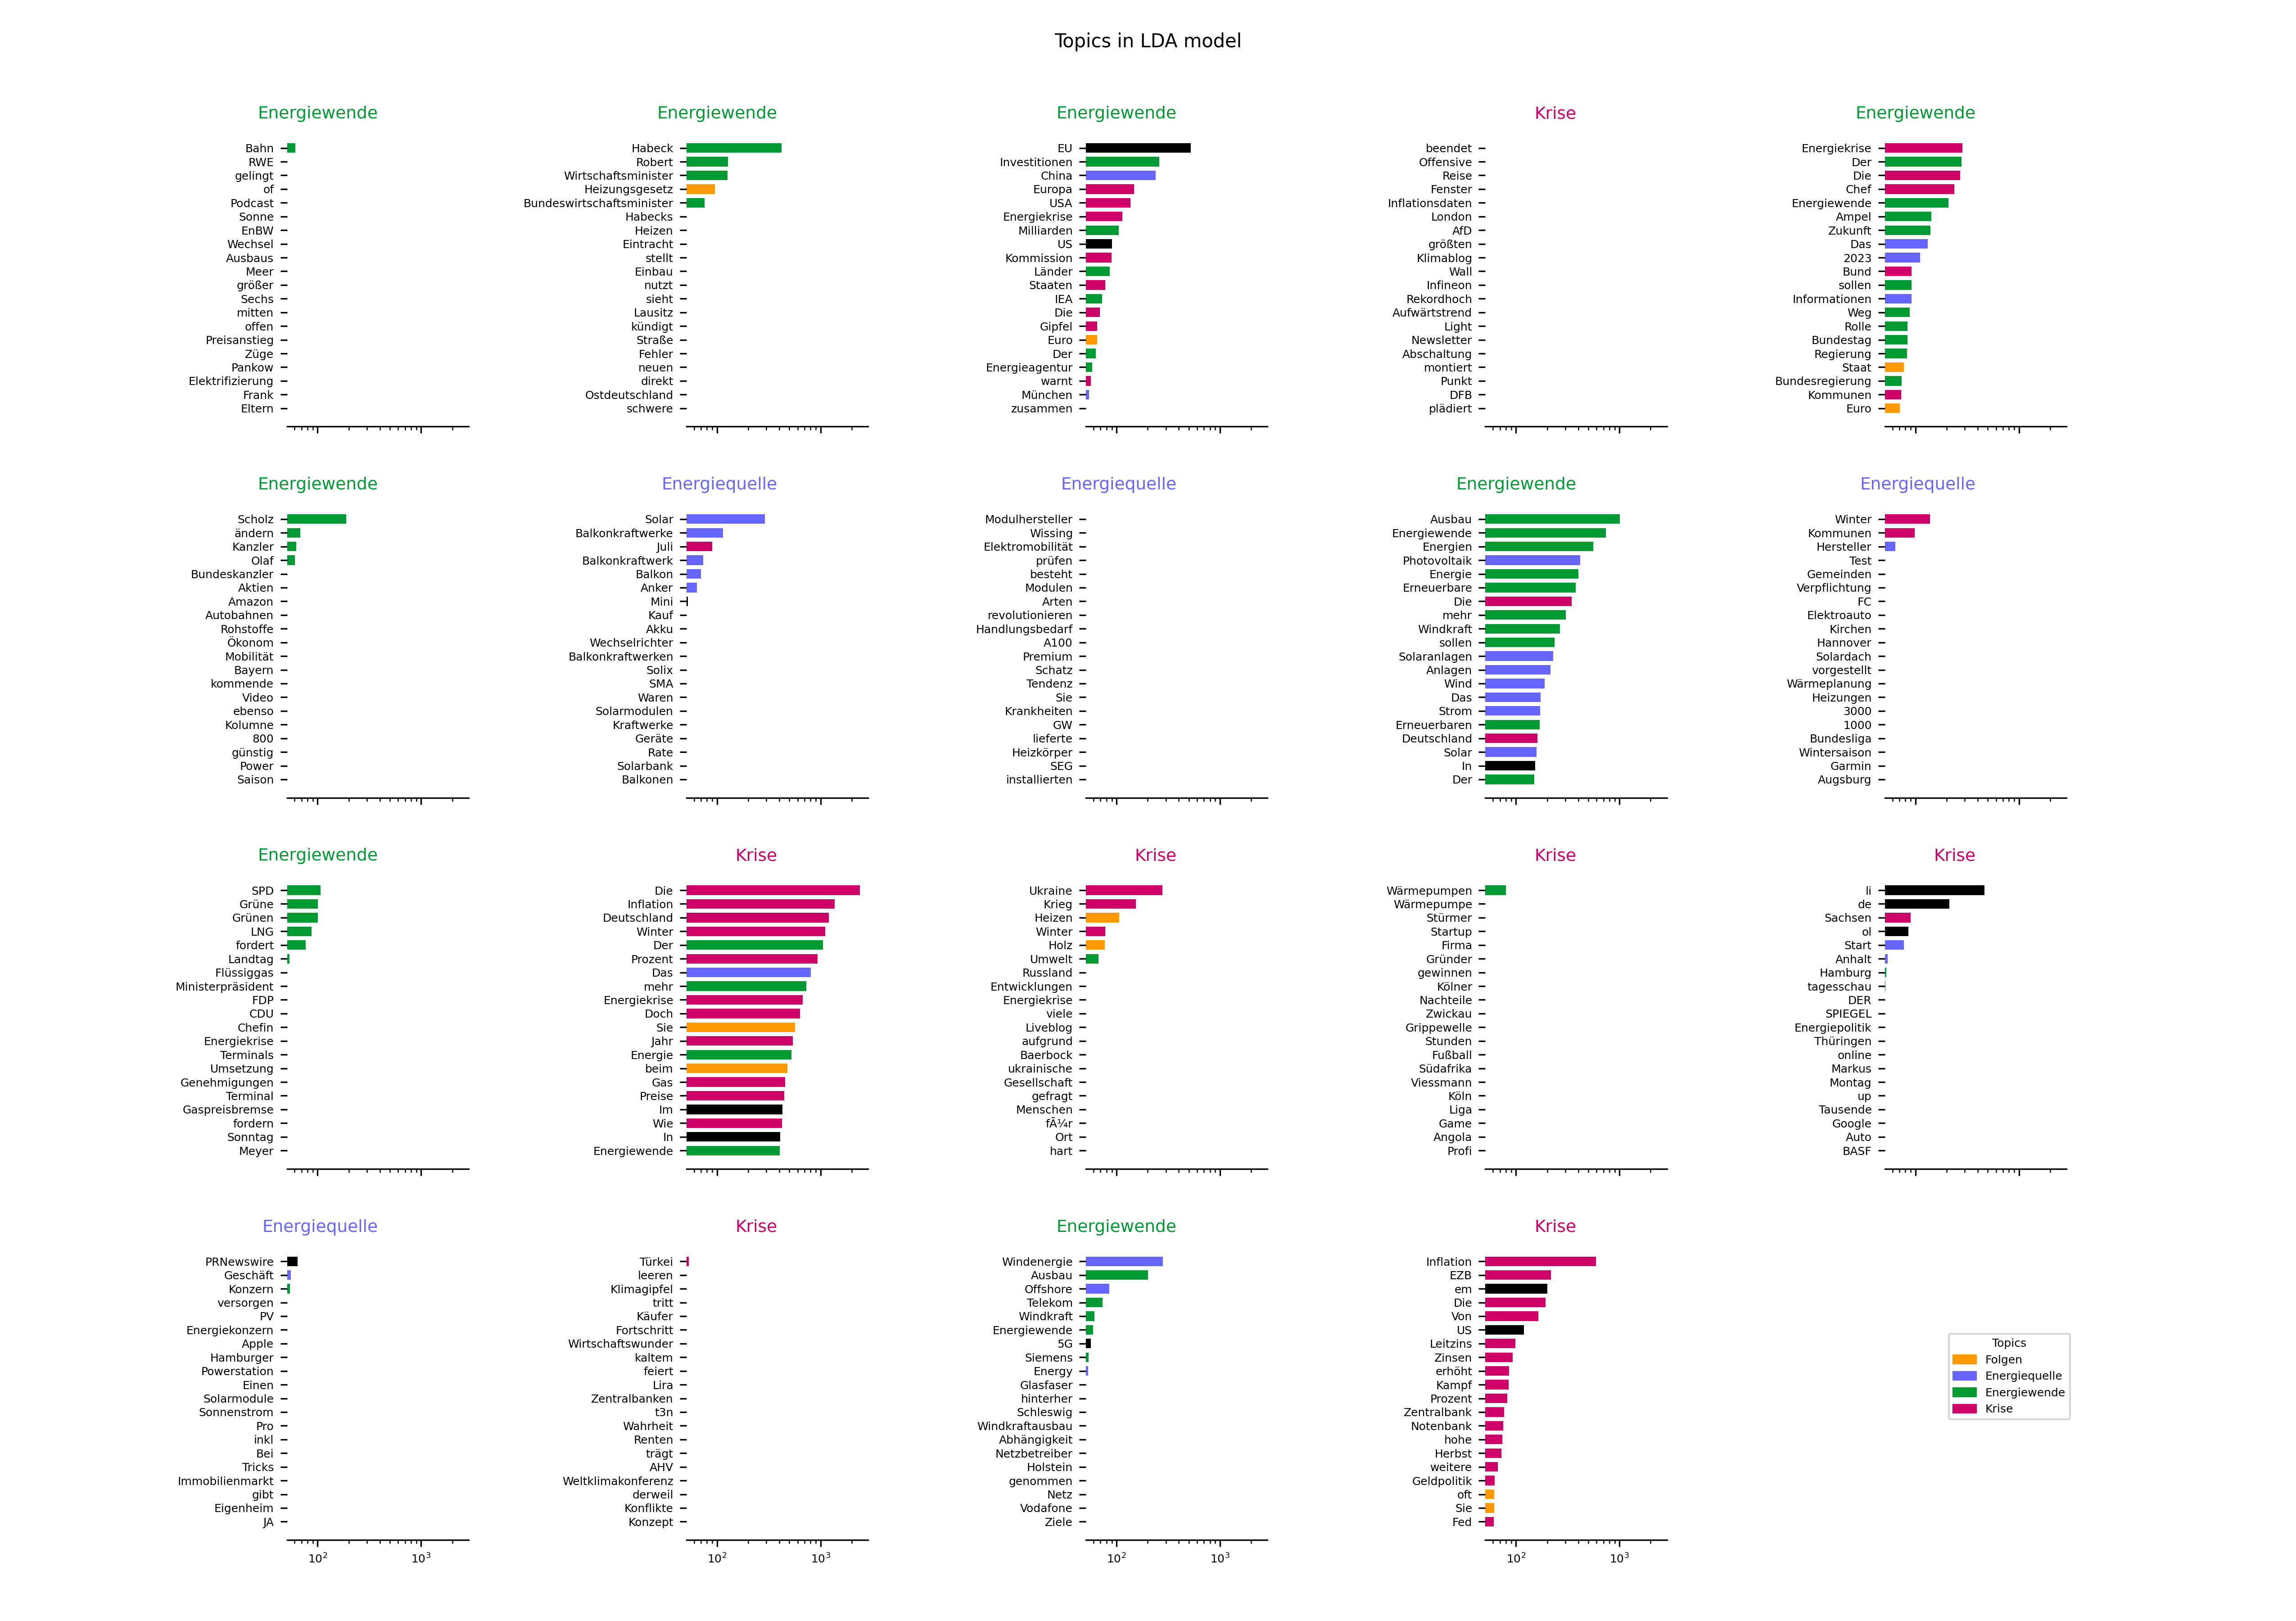 Topics in LDA model
Energiewende
Bahn
RWE
gelingt
of
Podcast
Sonne
EnBW
Wechsel
Ausbaus
Meer
größer
Sechs
mitten
offen
Preisanstieg
Züge
Pankow
Elektrifizierung
Frank
Eltern
Energiewende
Habeck
Robert
Wirtschaftsminister
Heizungsgesetz
Bundeswirtschaftsminister
Habecks
Heizen
Eintracht
stellt
Einbau
nutzt
sieht
Lausitz
kündigt
Straße
Fehler
neuen
direkt
Ostdeutschland
schwere
Energiewende
EU
Investitionen
China
Europa
USA
Energiekrise
Milliarden
US
Kommission
Länder
Staaten
IEA
Die
Gipfel
Euro
Der
Energieagentur
warnt
München
zusammen
Krise
beendet
Offensive
Reise
Fenster
Inflationsdaten
London
AfD
größten
Klimablog
Wall
Infineon
Rekordhoch
Aufwärtstrend
Light
Newsletter
Abschaltung
montiert
Punkt
DFB
plädiert
Energiewende
Energiekrise
Der
Die
Chef
Energiewende
Ampel
Zukunft
Das
2023
Bund
sollen
Informationen
Weg
Rolle
Bundestag
Regierung
Staat
Bundesregierung
Kommunen
Euro
Energiewende
Scholz
ändern
Kanzler
Olaf
Bundeskanzler
Aktien
Amazon
Autobahnen
Rohstoffe
Ökonom
Mobilität
Bayern
kommende
Video
ebenso
Kolumne
800
günstig
Power
Saison
Energiequelle
Solar
Balkonkraftwerke
Juli
Balkonkraftwerk
Balkon
Anker
Mini
Kauf
Akku
Wechselrichter
Balkonkraftwerken
Solix
SMA
Waren
Solarmodulen
Kraftwerke
Geräte
Rate
Solarbank
Balkonen
Energiequelle
Modulhersteller
Wissing
Elektromobilität
prüfen
besteht
Modulen
Arten
revolutionieren
Handlungsbedarf
A100
Premium
Schatz
Tendenz
Sie
Krankheiten
GW
lieferte
Heizkörper
SEG
installierten
Energiewende
Ausbau
Energiewende
Energien
Photovoltaik
Energie
Erneuerbare
Die
mehr
Windkraft
sollen
Solaranlagen
Anlagen
Wind
Das
Strom
Erneuerbaren
Deutschland
Solar
In
Der
Energiequelle
Winter
Kommunen
Hersteller
Test
Gemeinden
Verpflichtung
FC
Elektroauto
Kirchen
Hannover
Solardach
vorgestellt
Wärmeplanung
Heizungen
3000
1000
Bundesliga
Wintersaison
Garmin
Augsburg
Energiewende
SPD
Grüne
Grünen
LNG
fordert
Landtag
Flüssiggas
Ministerpräsident
FDP
CDU
Chefin
Energiekrise
Terminals
Umsetzung
Genehmigungen
Terminal
Gaspreisbremse
fordern
Sonntag
Meyer
Krise
Die
Inflation
Deutschland
Winter
Der
Prozent
Das
mehr
Energiekrise
Doch
Sie
Jahr
Energie
beim
Gas
Preise
Im
Wie
In
Energiewende
Krise
Ukraine
Krieg
Heizen
Winter
Holz
Umwelt
Russland
Entwicklungen
Energiekrise
viele
Liveblog
aufgrund
Baerbock
ukrainische
Gesellschaft
gefragt
Menschen
fÃ¼r
Ort
hart
Krise
Wärmepumpen
Wärmepumpe
Stürmer
Startup
Firma
Gründer
gewinnen
Kölner
Nachteile
Zwickau
Grippewelle
Stunden
Fußball
Südafrika
Viessmann
Köln
Liga
Game
Angola
Profi
Krise
li
de
Sachsen
ol
Start
Anhalt
Hamburg
tagesschau
DER
SPIEGEL
Energiepolitik
Thüringen
online
Markus
Montag
up
Tausende
Google
Auto
BASF
Energiequelle
PRNewswire
Geschäft
Konzern
versorgen
PV
Energiekonzern
Apple
Hamburger
Powerstation
Einen
Solarmodule
Sonnenstrom
Pro
inkl
Bei
Tricks
Immobilienmarkt
gibt
Eigenheim
JA
10²
10³
Krise
Türkei
leeren
Klimagipfel
tritt
Käufer
Fortschritt
Wirtschaftswunder
kaltem
feiert
Lira
Zentralbanken
t3n
Wahrheit
Renten
trägt
AHV
Weltklimakonferenz
derweil
Konflikte
Konzept
10²
10³
Energiewende
Windenergie
Ausbau
Offshore
Telekom
Windkraft
Energiewende
5G
Siemens
Energy
Glasfaser
hinterher
Schleswig
Windkraftausbau
Abhängigkeit
Netzbetreiber
Holstein
genommen
Netz
Vodafone
Ziele
10²
10³
Krise
Inflation
EZB
em
Die
Von
US
Leitzins
Zinsen
erhöht
Kampf
Prozent
Zentralbank
Notenbank
hohe
Herbst
weitere
Geldpolitik
oft
Sie
Fed
10²
10³
Topics
Folgen
Energiequelle
Energiewende
Krise